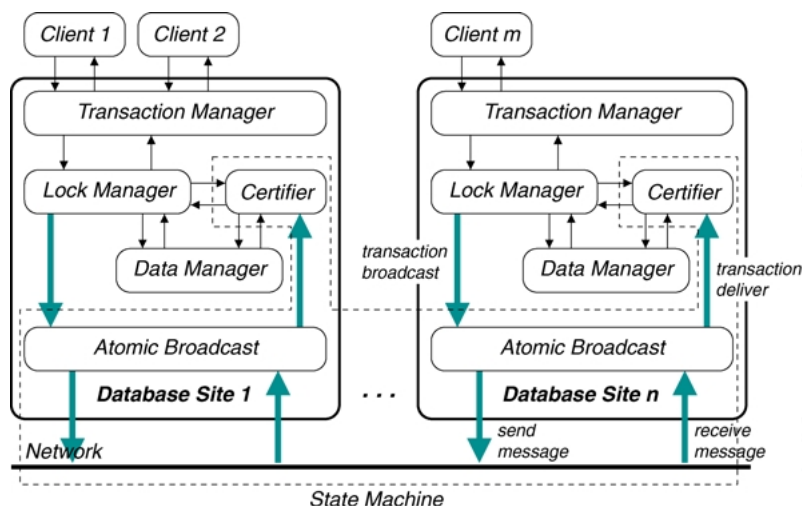 Client 1
Client 2
Client m
Transaction Manager
Transaction Manager
Lock Manager
Certifier
Lock Manager
Certifier
transaction
broadcast
Data Manager
Data Manager
transaction
deliver
Atomic Broadcast
Atomic Broadcast
Database Site 1
. . .
Database Site n
Network
send
message
receive
message
State Machine